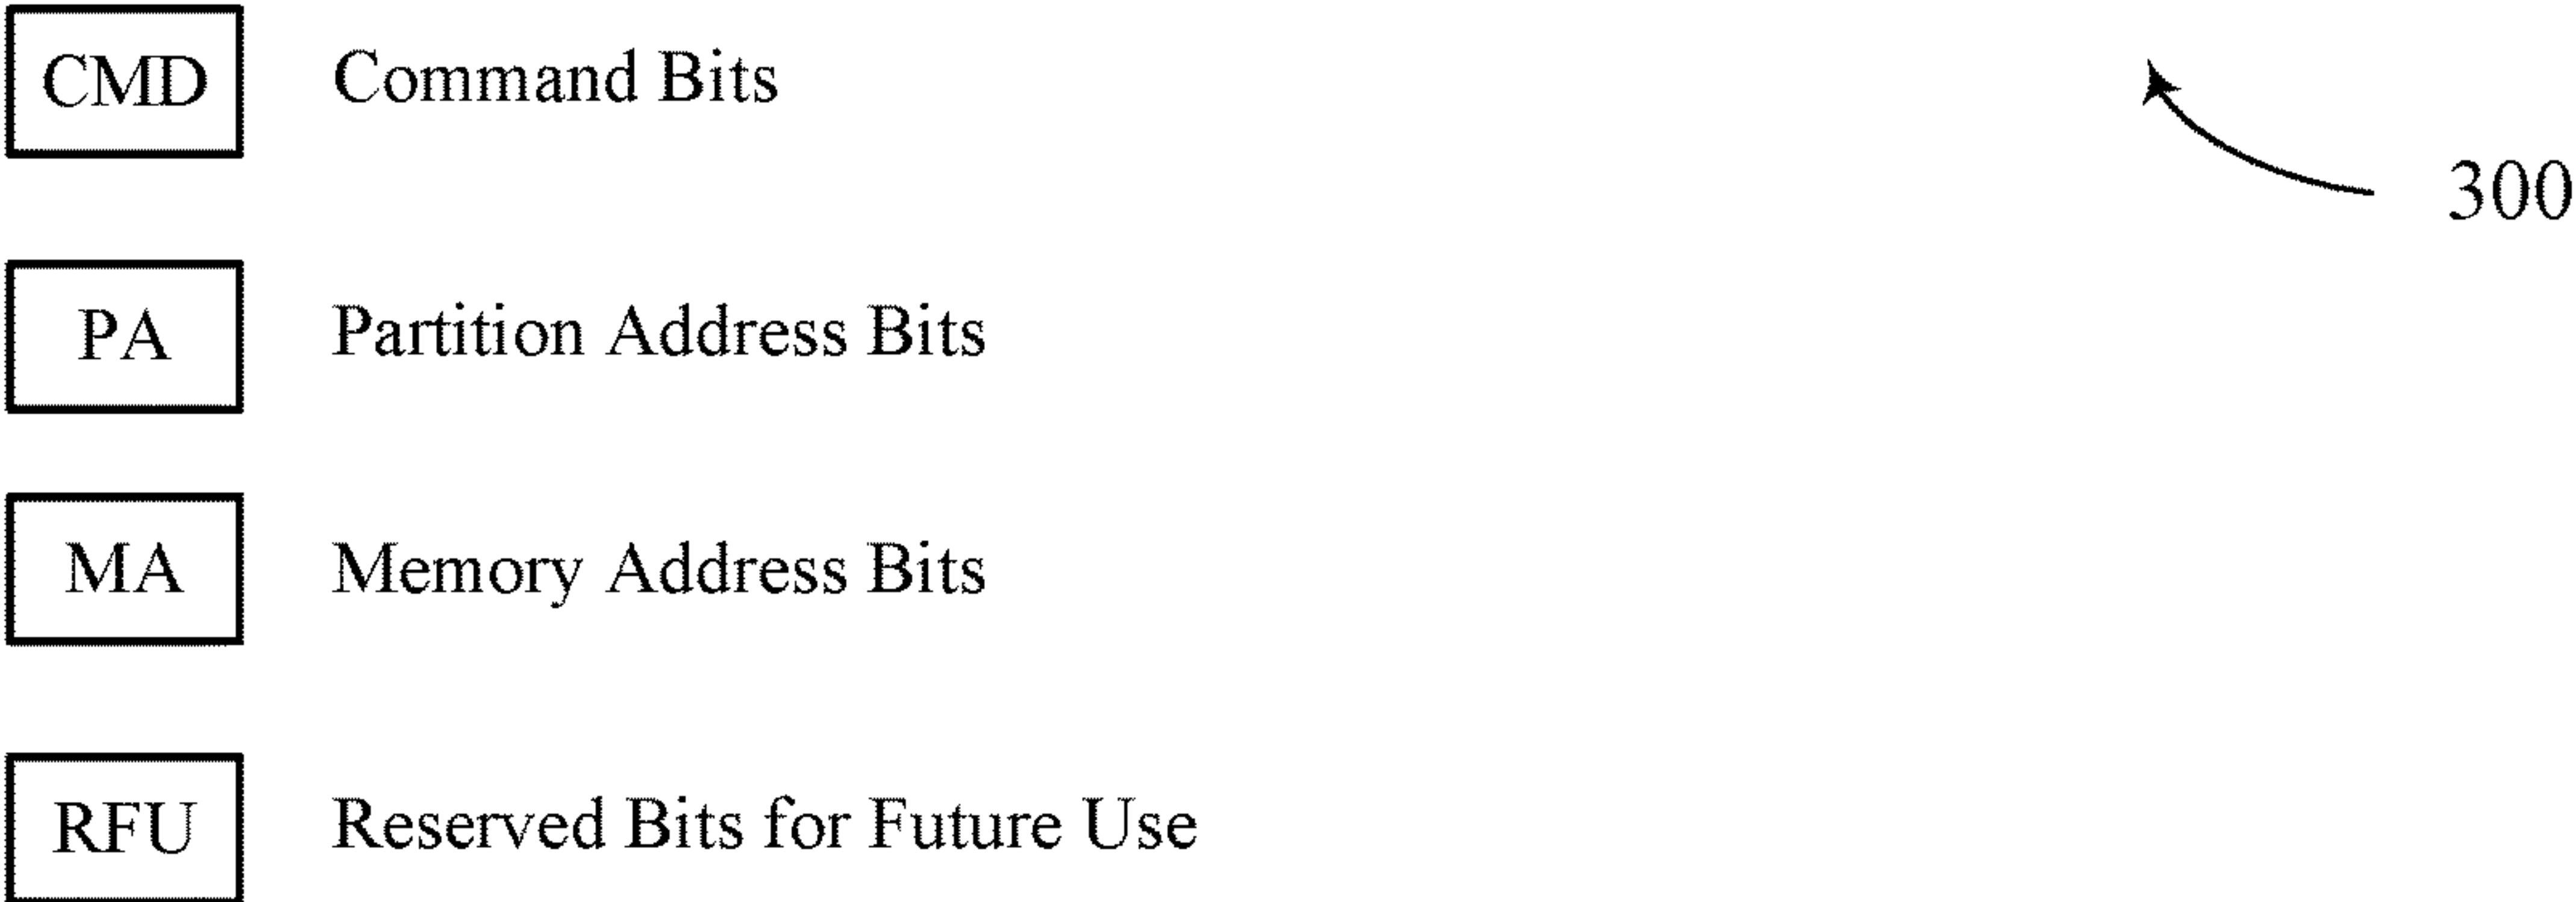 CMD Command Bits
300
PA Partition Address Bits
MA Memory Address Bits
RFU Reserved Bits for Future Use